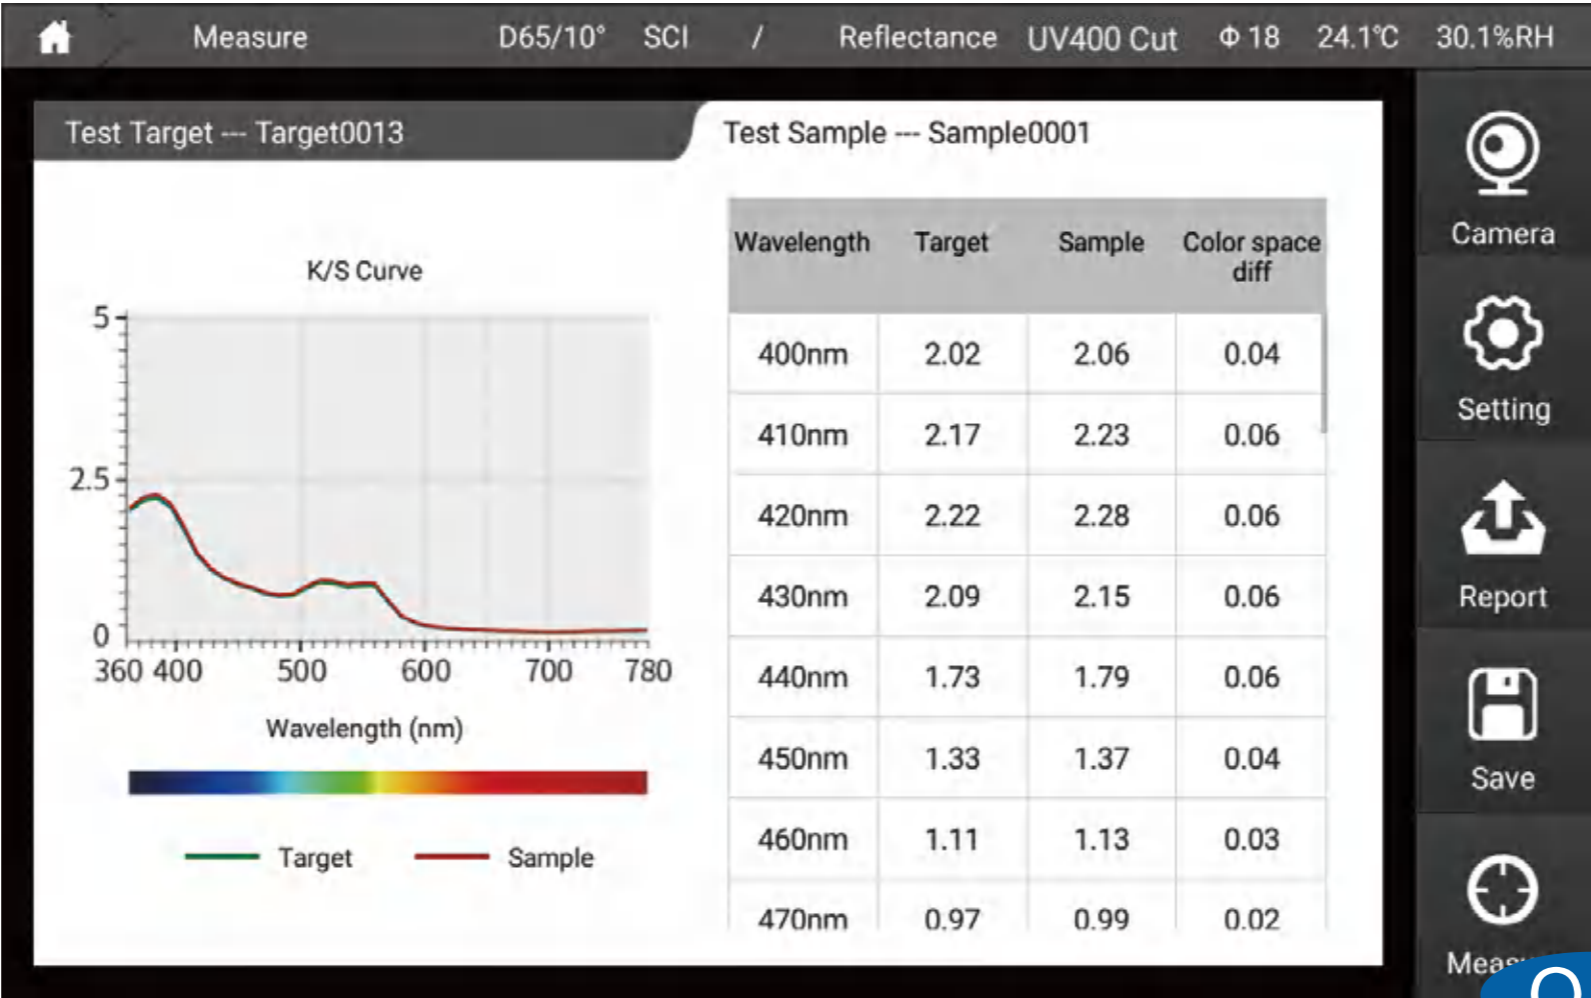 Measure D65/10° SCI / Reflectance UV400 Cut Φ 18 24.1℃ 30.1%RH
Test Target --- Target0013
Test Sample --- Sample0001
K/S Curve
5
2.5
0
360 400 500 600 700 780
Wavelength (nm)
Target Sample
Wavelength Target Sample Color space
diff
400nm 2.02 2.06 0.04
410nm 2.17 2.23 0.06
420nm 2.22 2.28 0.06
430nm 2.09 2.15 0.06
440nm 1.73 1.79 0.06
450nm 1.33 1.37 0.04
460nm 1.11 1.13 0.03
470nm 0.97 0.99 0.02
Camera
Setting
Report
Save